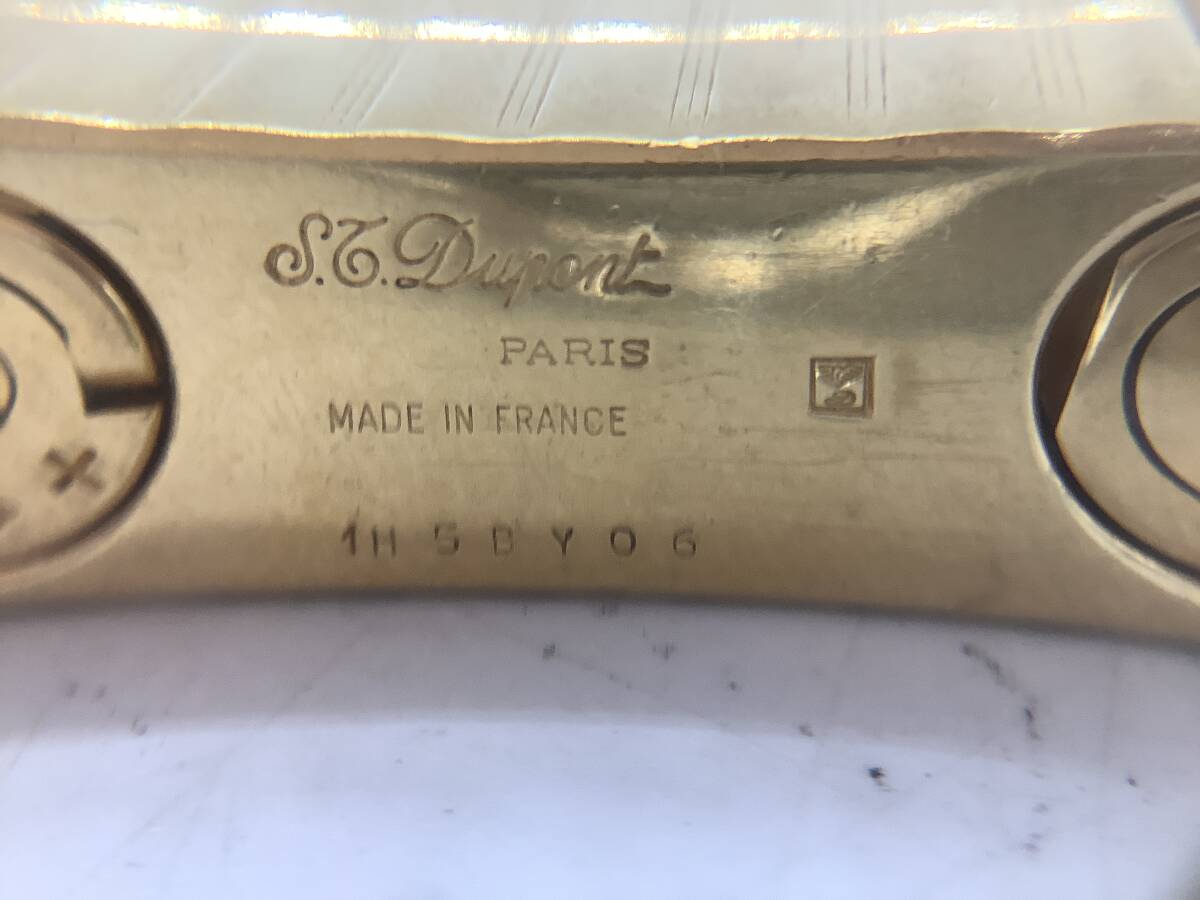 S.T. Dupont
PARIS
MADE IN FRANCE
1H5BY06
+